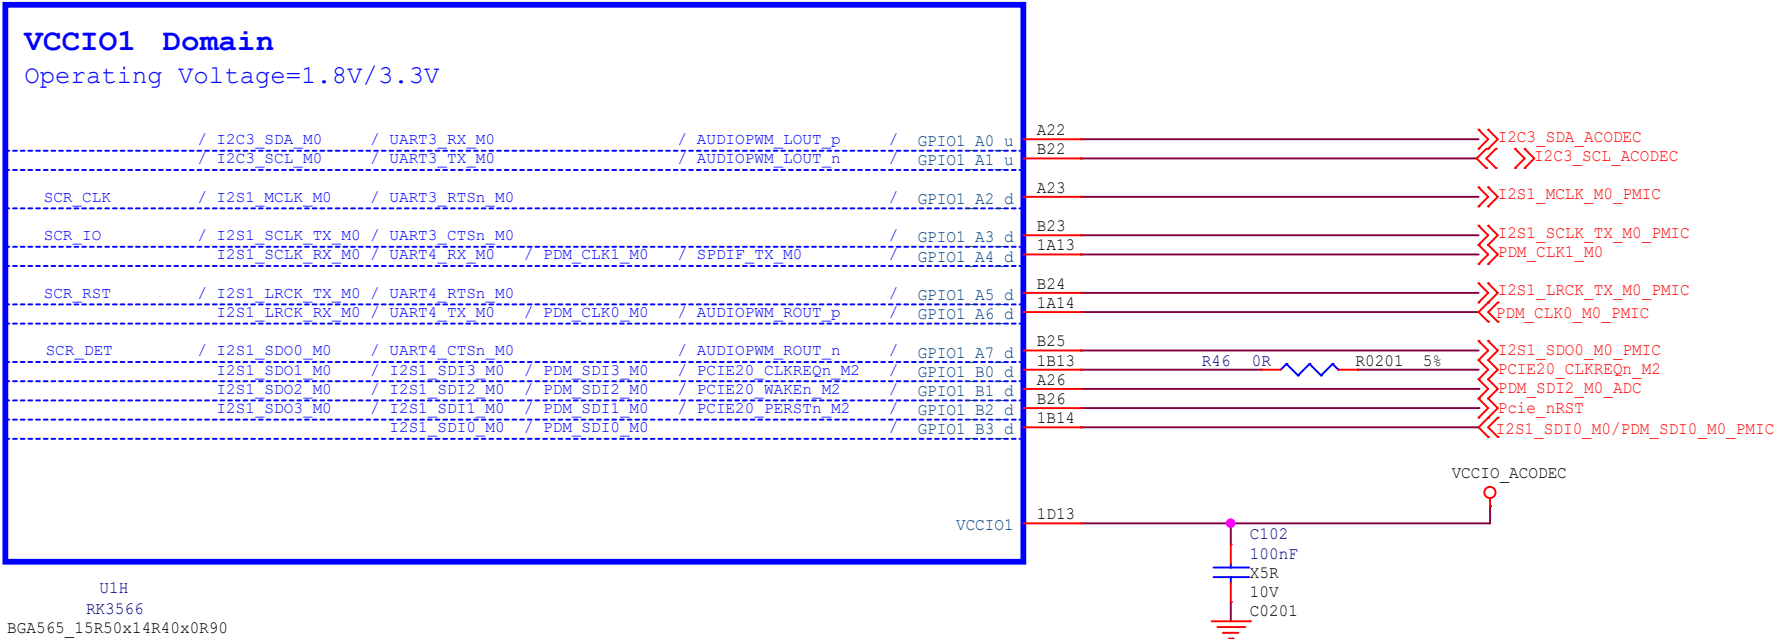 VCCIO1 Domain
Operating Voltage=1.8V/3.3V
/ I2C3_SDA_M0 / UART3_RX_M0 / AUDIOPWM_LOUT_p / GPIO1_A0_u A22 I2C3_SDA_ACODEC
/ I2C3_SCL_M0 / UART3_TX_M0 / AUDIOPWM_LOUT_n / GPIO1_A1_u B22 I2C3_SCL_ACODEC
SCR_CLK / I2S1_MCLK_M0 / UART3_RTSn_M0 / GPIO1_A2_d A23 I2S1_MCLK_M0_PMIC
SCR_IO / I2S1_SCLK_TX_M0 / UART3_CTSn_M0 / GPIO1_A3_d B23 I2S1_SCLK_TX_M0_PMIC
I2S1_SCLK_RX_M0 / UART4_RX_M0 / PDM_CLK1_M0 / SPDIF_TX_M0 / GPIO1_A4_d 1A13 PDM_CLK1_M0
SCR_RST / I2S1_LRCK_TX_M0 / UART4_RTSn_M0 / GPIO1_A5_d B24 I2S1_LRCK_TX_M0_PMIC
I2S1_LRCK_RX_M0 / UART4_TX_M0 / PDM_CLK0_M0 / AUDIOPWM_ROUT_p / GPIO1_A6_d 1A14 PDM_CLK0_M0_PMIC
SCR_DET / I2S1_SDO0_M0 / UART4_CTSn_M0 / AUDIOPWM_ROUT_n / GPIO1_A7_d B25 I2S1_SDO0_M0_PMIC
I2S1_SDO1_M0 / I2S1_SDI3_M0 / PDM_SDI3_M0 / PCIE20_CLKREQn_M2 / GPIO1_B0_d 1B13 R46 0R R0201 5% PCIE20_CLKREQn_M2
I2S1_SDO2_M0 / I2S1_SDI2_M0 / PDM_SDI2_M0 / PCIE20_WAKEn_M2 / GPIO1_B1_d A26 PDM_SDI2_M0_ADC
I2S1_SDO3_M0 / I2S1_SDI1_M0 / PDM_SDI1_M0 / PCIE20_PERSTn_M2 / GPIO1_B2_d B26 Pcie_nRST
I2S1_SDI0_M0 / PDM_SDI0_M0 / GPIO1_B3_d 1B14 I2S1_SDI0_M0/PDM_SDI0_M0_PMIC
VCCIO_ACODEC
VCCIO1 1D13
C102
100nF
X5R
10V
C0201
U1H
RK3566
BGA565_15R50x14R40x0R90